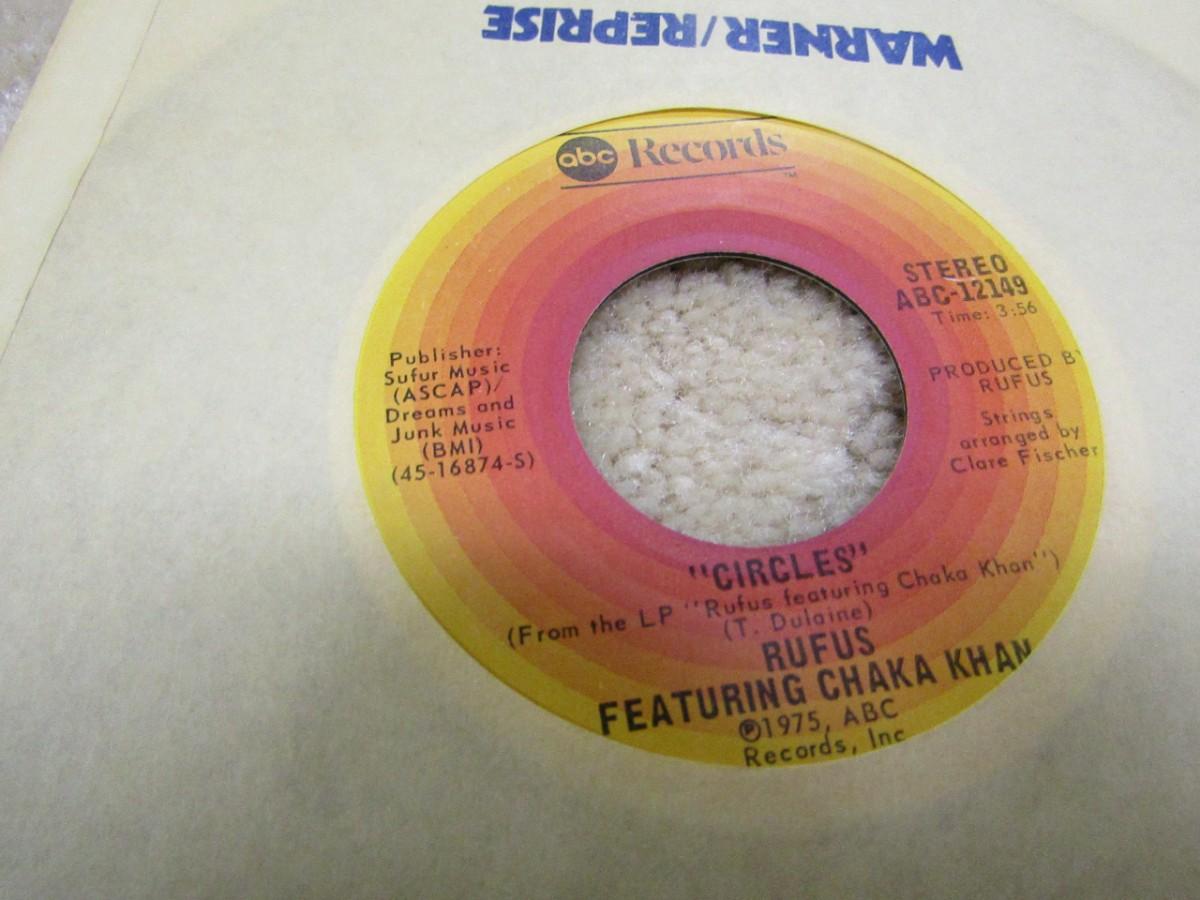 WARNER/REPRISE
abc Records
TM
STEREO
ABC-12149
Time: 3:56
Publisher:
Sufur Music
(ASCAP)/
Dreams and
Junk Music
(BMI)
(45-16874-S)
PRODUCED BY
RUFUS
Strings
arranged by
Clare Fischer
"CIRCLES"
(From the LP "Rufus featuring Chaka Khan")
(T. Dulaine)
RUFUS
FEATURING CHAKA KHAN
℗1975, ABC
Records, Inc